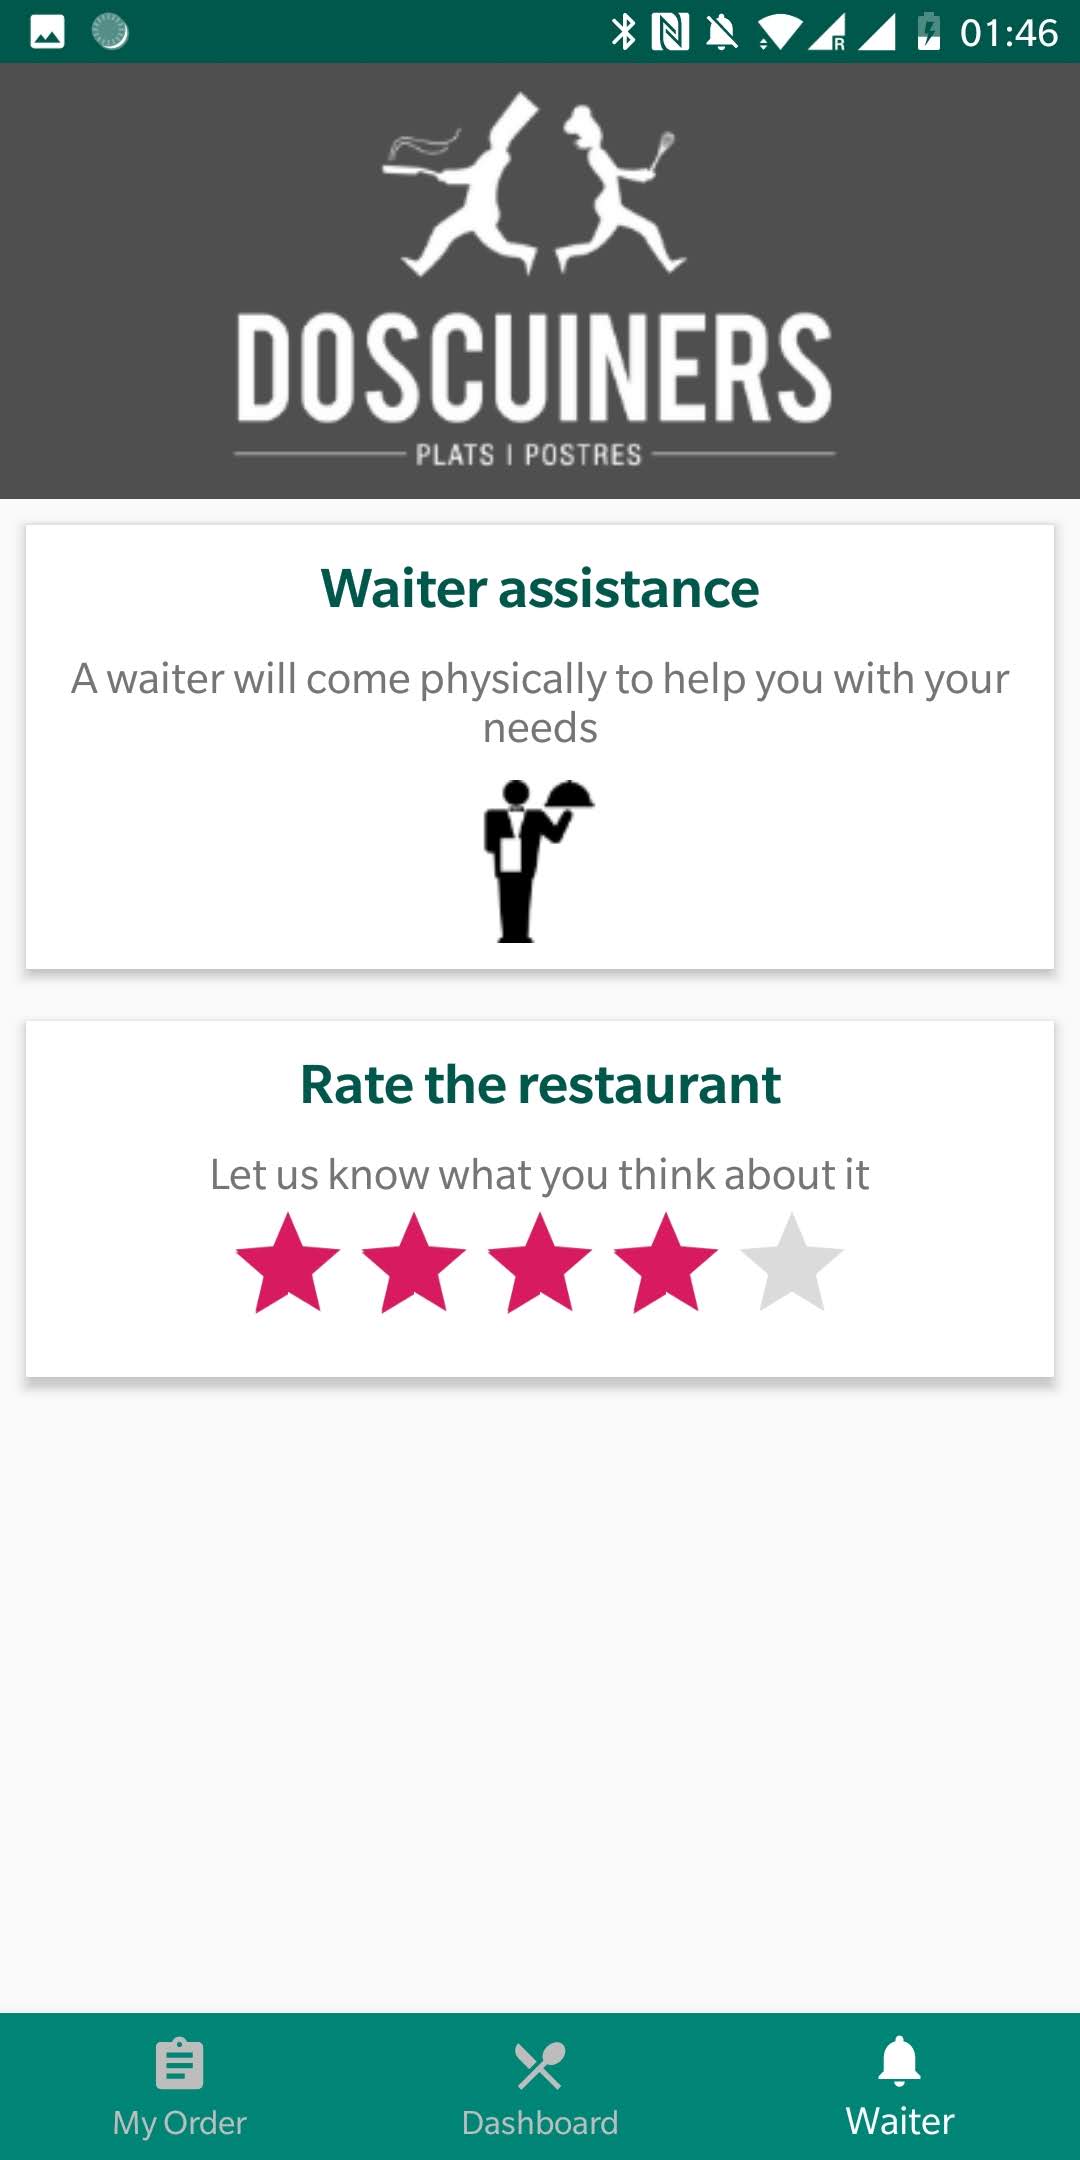 01:46
DOSCUINERS
PLATS | POSTRES
Waiter assistance
A waiter will come physically to help you with your
needs
Rate the restaurant
Let us know what you think about it
My Order
Dashboard
Waiter